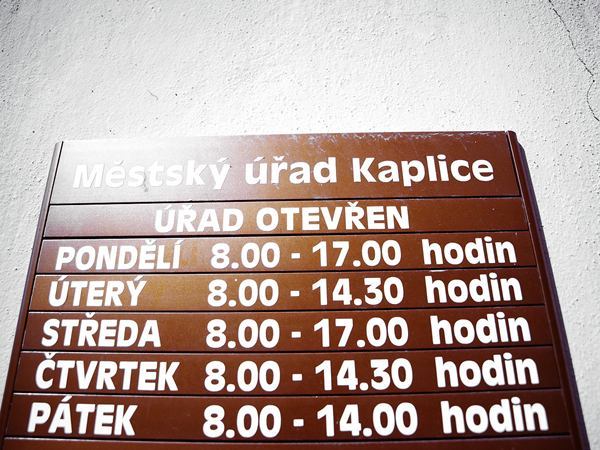 Městský úřad Kaplice
ÚŘAD OTEVŘEN
PONDĚLÍ 8.00 - 17.00 hodin
ÚTERÝ 8.00 - 14.30 hodin
STŘEDA 8.00 - 17.00 hodin
ČTVRTEK 8.00 - 14.30 hodin
PÁTEK 8.00 - 14.00 hodin